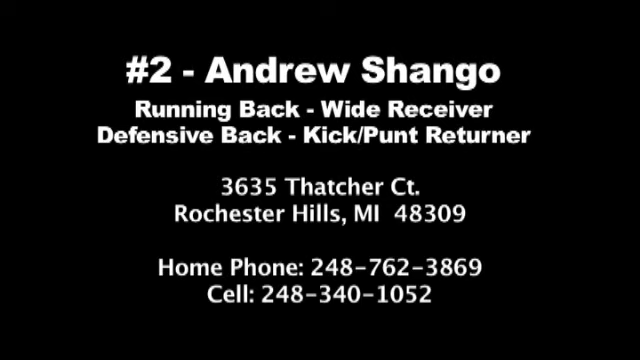 #2 - Andrew Shango
Running Back - Wide Receiver
Defensive Back - Kick/Punt Returner
3635 Thatcher Ct.
Rochester Hills, MI 48309
Home Phone: 248-762-3869
Cell: 248-340-1052